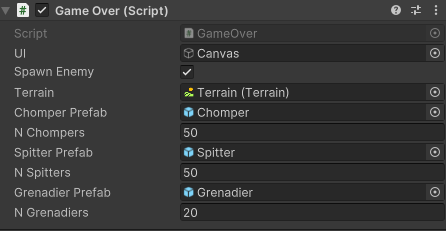 Game Over (Script)
Script GameOver
UI Canvas
Spawn Enemy
Terrain Terrain (Terrain)
Chomper Prefab Chomper
N Chompers 50
Spitter Prefab Spitter
N Spitters 50
Grenadier Prefab Grenadier
N Grenadiers 20